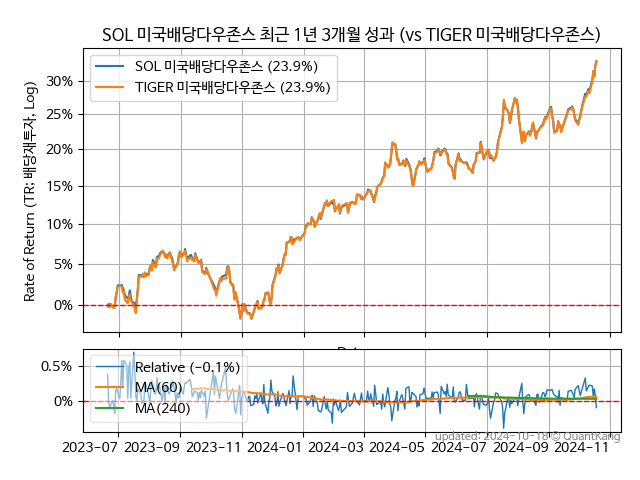 SOL 미국배당다우존스 최근 1년 3개월 성과 (vs TIGER 미국배당다우존스)
SOL 미국배당다우존스 (23.9%)
TIGER 미국배당다우존스 (23.9%)
Rate of Return (TR: 배당재투자, Log)
30%
25%
20%
15%
10%
5%
0%
0.5%
0%
Relative (−0.1%)
MA(60)
MA(240)
updated: 2024-10-18 © QuantKang
2023-07 2023-09 2023-11 2024-01 2024-03 2024-05 2024-07 2024-09 2024-11